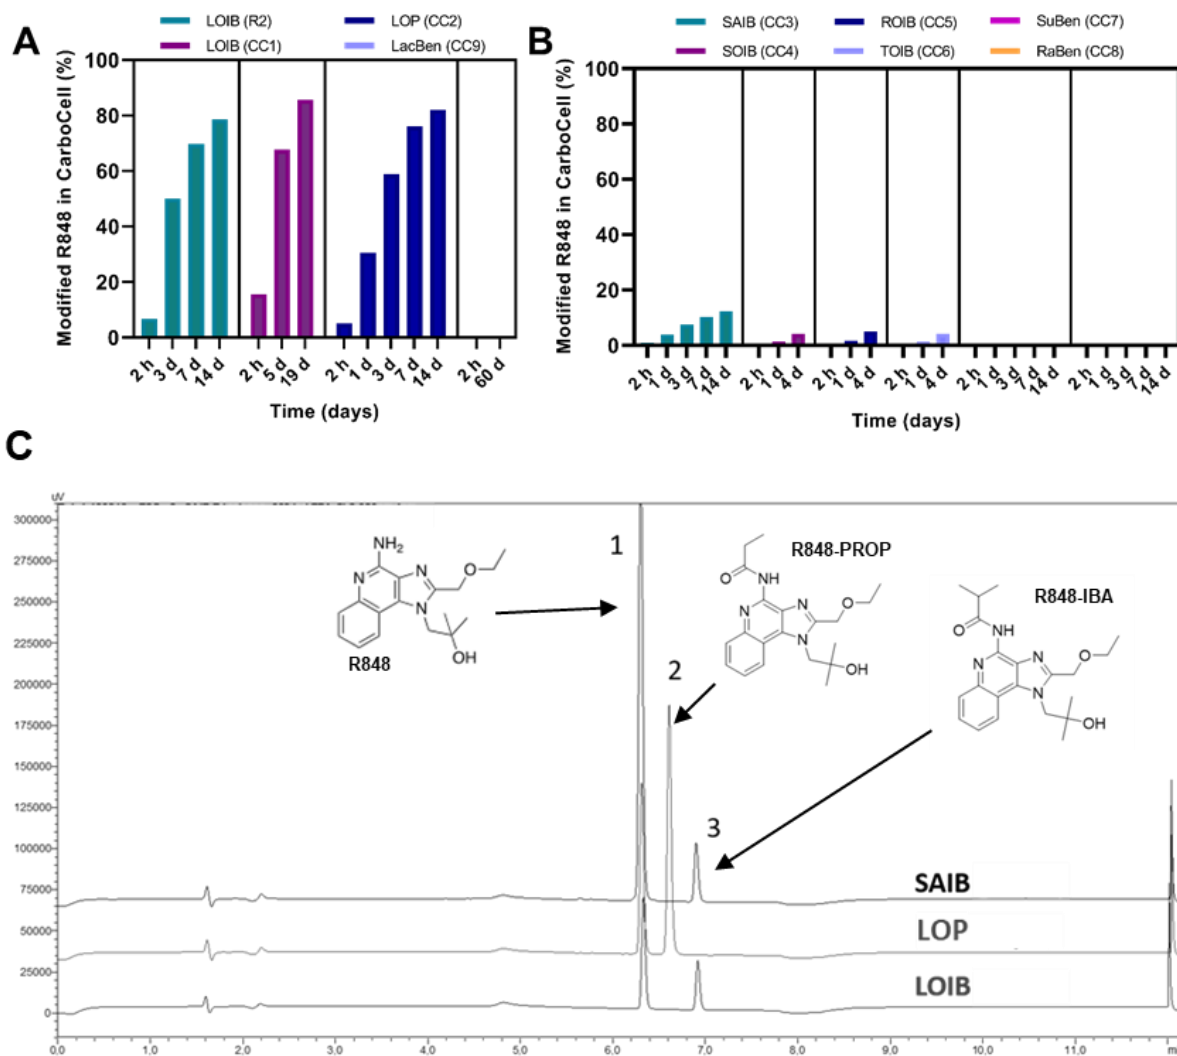 A
LOIB (R2)
LOP (CC2)
LOIB (CC1)
LacBen (CC9)
Modified R848 in CarboCell (%)
100
80
60
40
20
0
2 h
3 d
7 d
14 d
2 h
5 d
19 d
2 h
1 d
3 d
7 d
14 d
2 h
60 d
Time (days)
B
SAIB (CC3)
ROIB (CC5)
SuBen (CC7)
SOIB (CC4)
TOIB (CC6)
RaBen (CC8)
Modified R848 in CarboCell (%)
100
80
60
40
20
0
2 h
1 d
3 d
7 d
14 d
2 h
1 d
4 d
2 h
1 d
4 d
2 h
1 d
4 d
2 h
1 d
3 d
7 d
14 d
2 h
1 d
3 d
7 d
14 d
Time (days)
C
uV
300000
275000
250000
225000
200000
175000
150000
125000
100000
75000
50000
25000
0
NH2
N
N
N
O
OH
R848
1
R848-PROP
O
NH
N
N
N
O
OH
2
R848-IBA
O
NH
N
N
N
O
OH
3
SAIB
LOP
LOIB
0,0
1,0
2,0
3,0
4,0
5,0
6,0
7,0
8,0
9,0
10,0
11,0